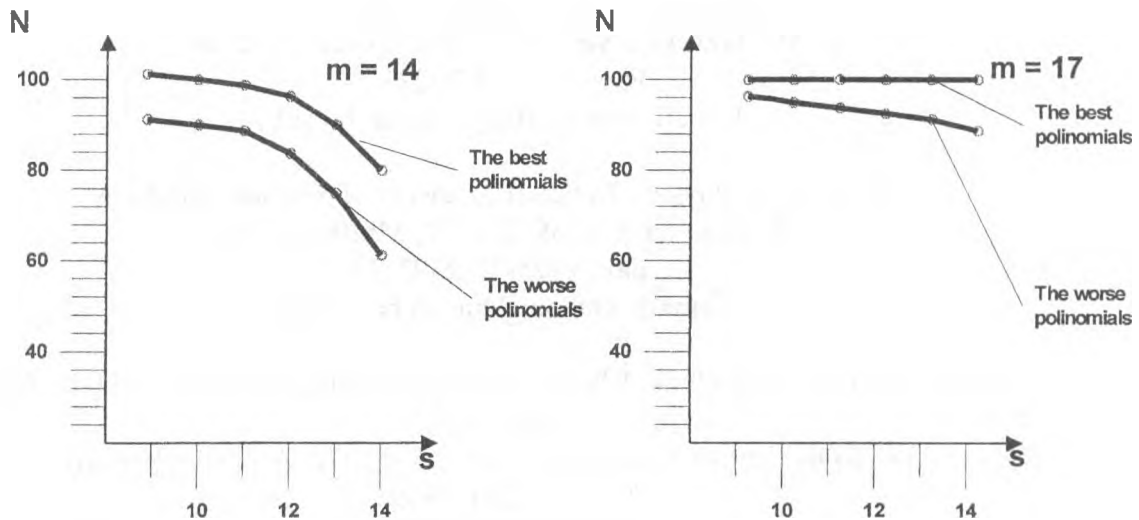 N
m = 14
100
80
60
40
The best
polinomials
The worse
polinomials
S
10
12
14
N
m = 17
100
80
60
40
The best
polinomials
The worse
polinomials
S
10
12
14